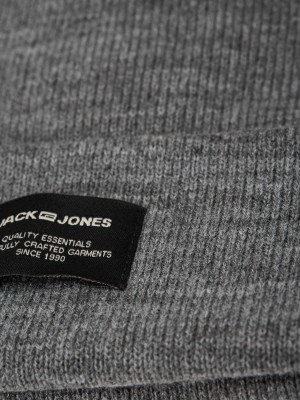 JACK & JONES
QUALITY ESSENTIALS
FULLY CRAFTED GARMENTS
SINCE 1990